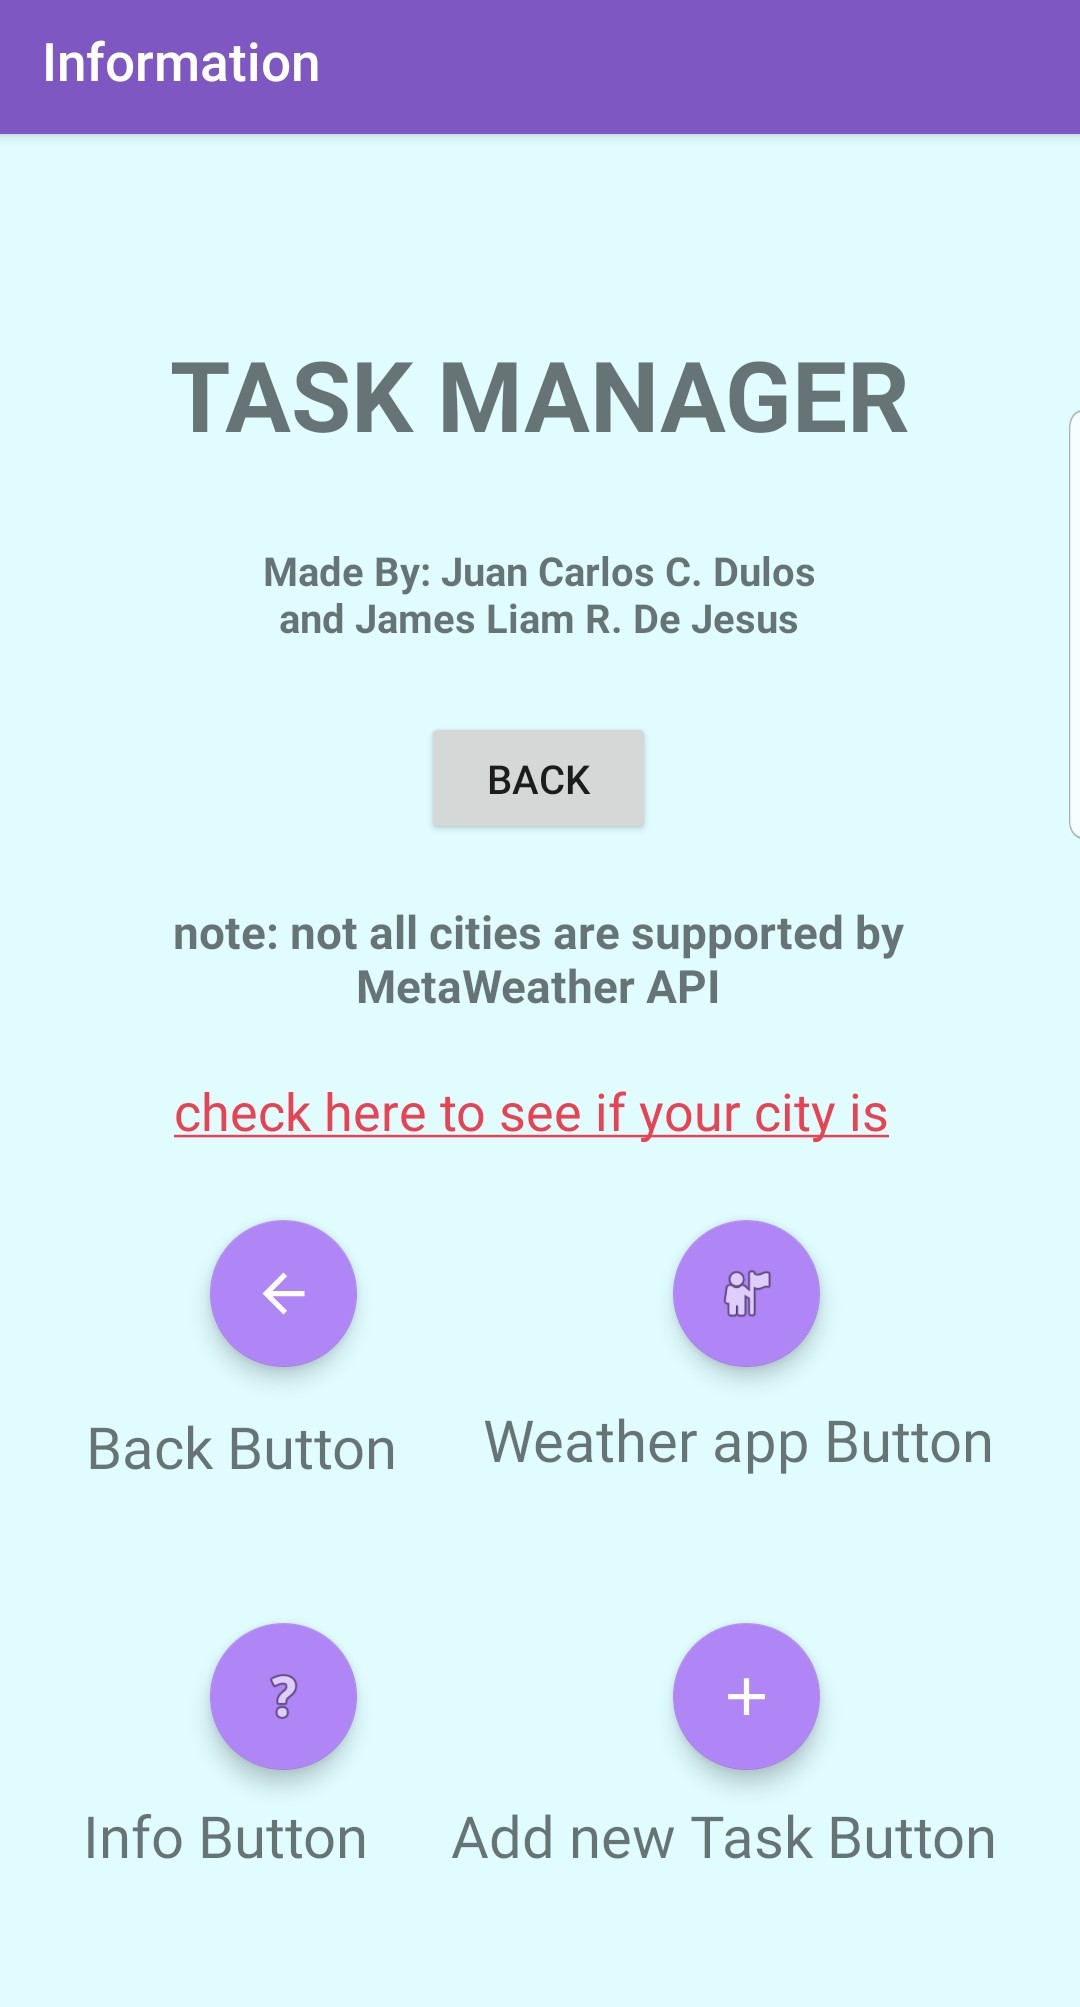 Information
TASK MANAGER
Made By: Juan Carlos C. Dulos
and James Liam R. De Jesus
BACK
note: not all cities are supported by
MetaWeather API
check here to see if your city is
Back Button
Weather app Button
?
Info Button
Add new Task Button